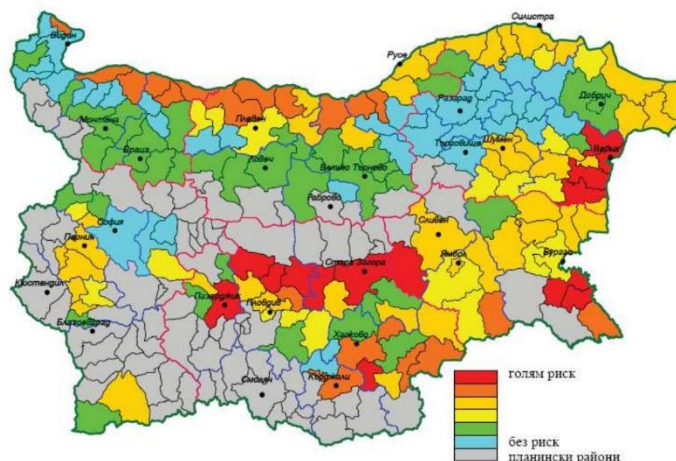 Силистра
Видин
Русе
Добрич
Разград
Монтана
Плевен
Шумен
Търговище
Варна
Враца
Ловеч
Велико Търново
Габрово
София
Сливен
Перник
Бургас
Ямбол
Стара Загора
Кюстендил
Пазарджик
Пловдив
Благоевград
Хасково
Смолян
Кърджали
голям риск
без риск
планински райони